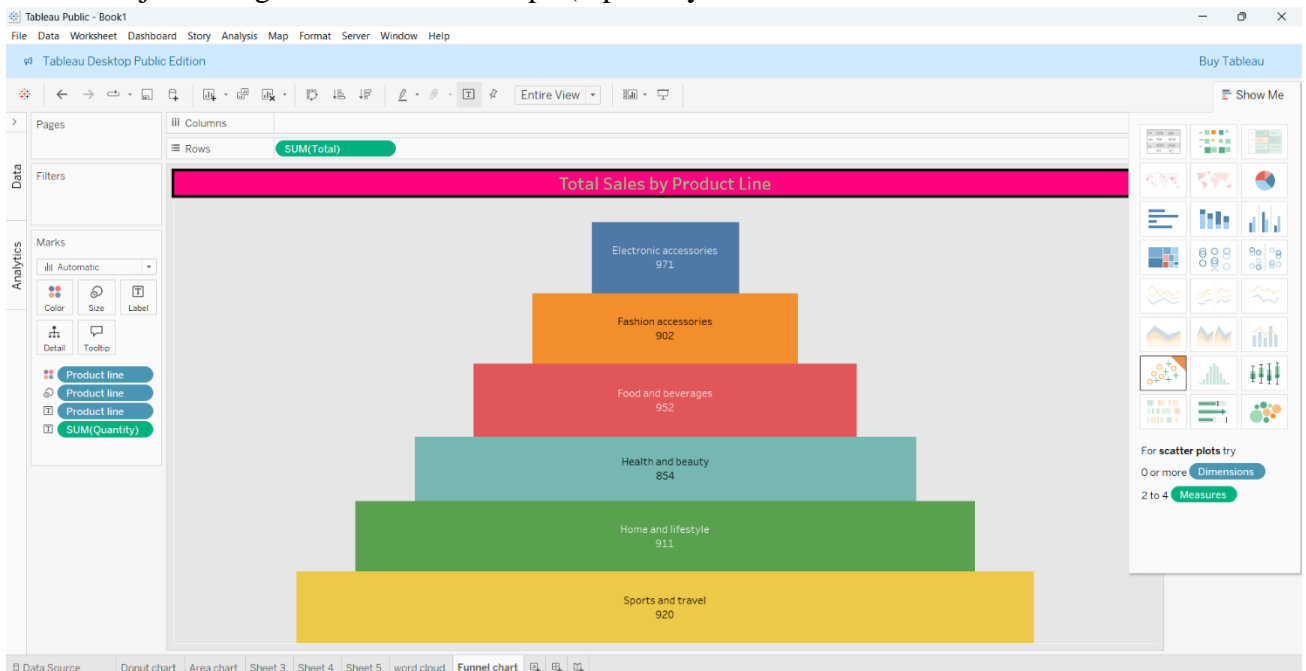 Tableau Public - Book1
File Data Worksheet Dashboard Story Analysis Map Format Server Window Help
Tableau Desktop Public Edition
Buy Tableau
Entire View
Show Me
Pages
iii Columns
Rows
SUM(Total)
Data
Filters
Total Sales by Product Line
Analytics
Marks
Automatic
Color
Size
Label
Detail
Tooltip
Product line
Product line
Product line
SUM(Quantity)
Electronic accessories
971
Fashion accessories
902
Food and beverages
952
Health and beauty
854
Home and lifestyle
911
Sports and travel
920
For scatter plots try
0 or more Dimensions
2 to 4 Measures
Data Source
Donut chart
Area chart
Sheet 3
Sheet 4
Sheet 5
word cloud
Funnel chart